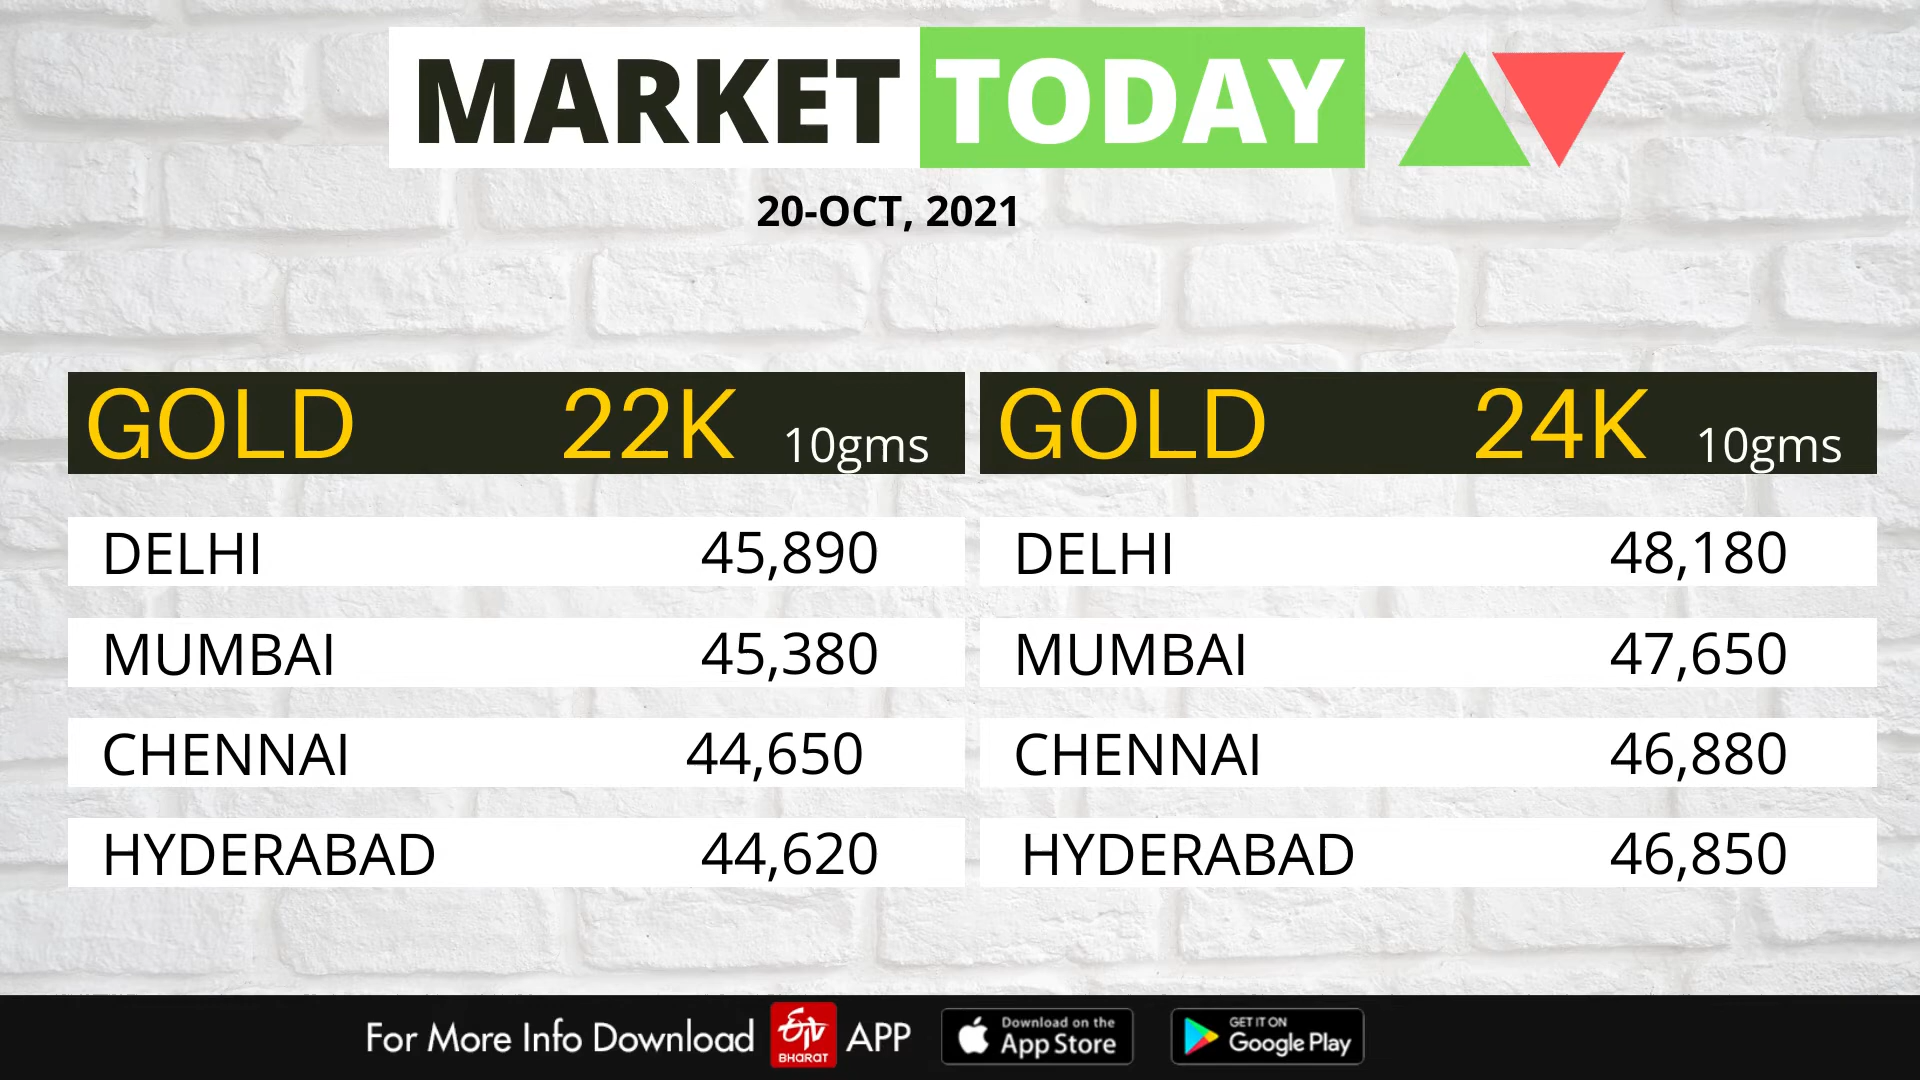 MARKET TODAY
20-OCT, 2021
GOLD 22K 10gms
DELHI 45,890
MUMBAI 45,380
CHENNAI 44,650
HYDERABAD 44,620
GOLD 24K 10gms
DELHI 48,180
MUMBAI 47,650
CHENNAI 46,880
HYDERABAD 46,850
For More Info Download ETV BHARAT APP
Download on the
App Store
GET IT ON
Google Play